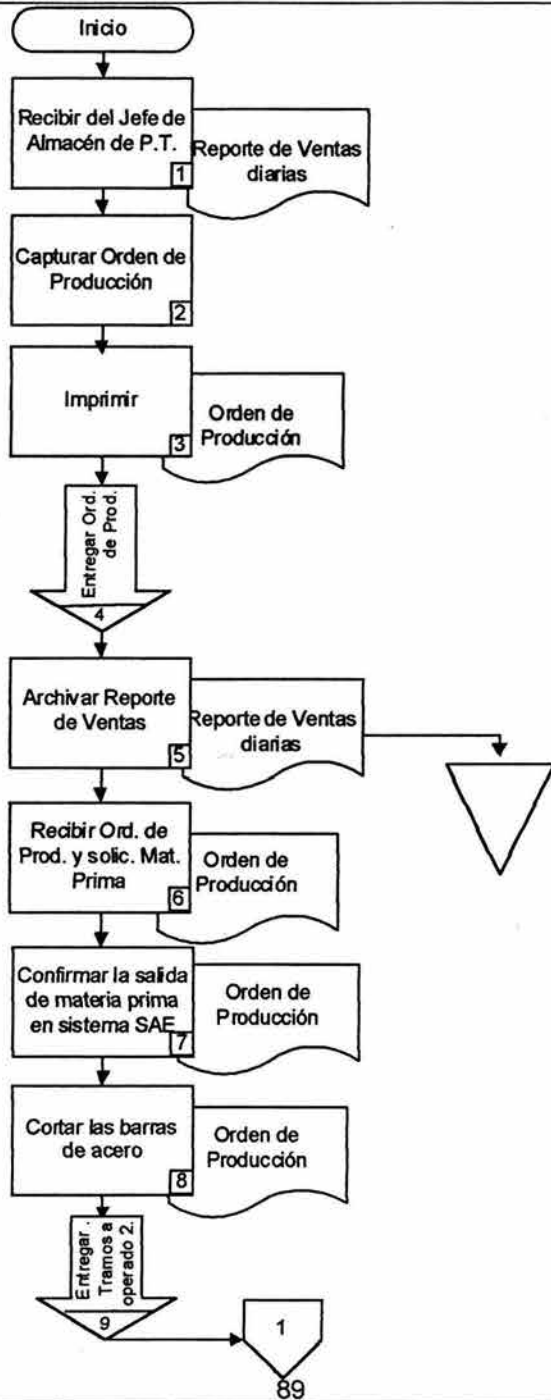 Inicio
Recibir del Jefe de
Almacén de P.T.
1
Reporte de Ventas
diarias
Capturar Orden de
Producción
2
Imprimir
3
Orden de
Producción
Entregar Ord.
de Prod.
4
Archivar Reporte
de Ventas
5
Reporte de Ventas
diarias
Recibir Ord. de
Prod. y solic. Mat.
Prima
6
Orden de
Producción
Confirmar la salida
de materia prima
en sistema SAE
7
Orden de
Producción
Cortar las barras
de acero
8
Orden de
Producción
Entregar .
Tramos a
operado 2.
9
1
89